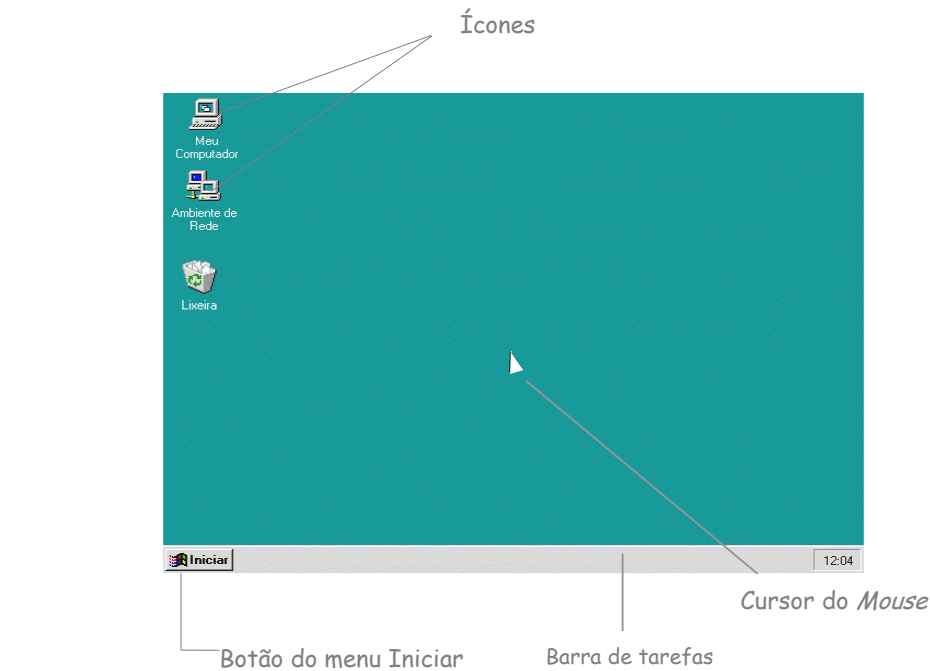 Ícones
Meu
Computador
Ambiente de
Rede
Lixeira
Iniciar
12:04
Cursor do Mouse
Botão do menu Iniciar
Barra de tarefas